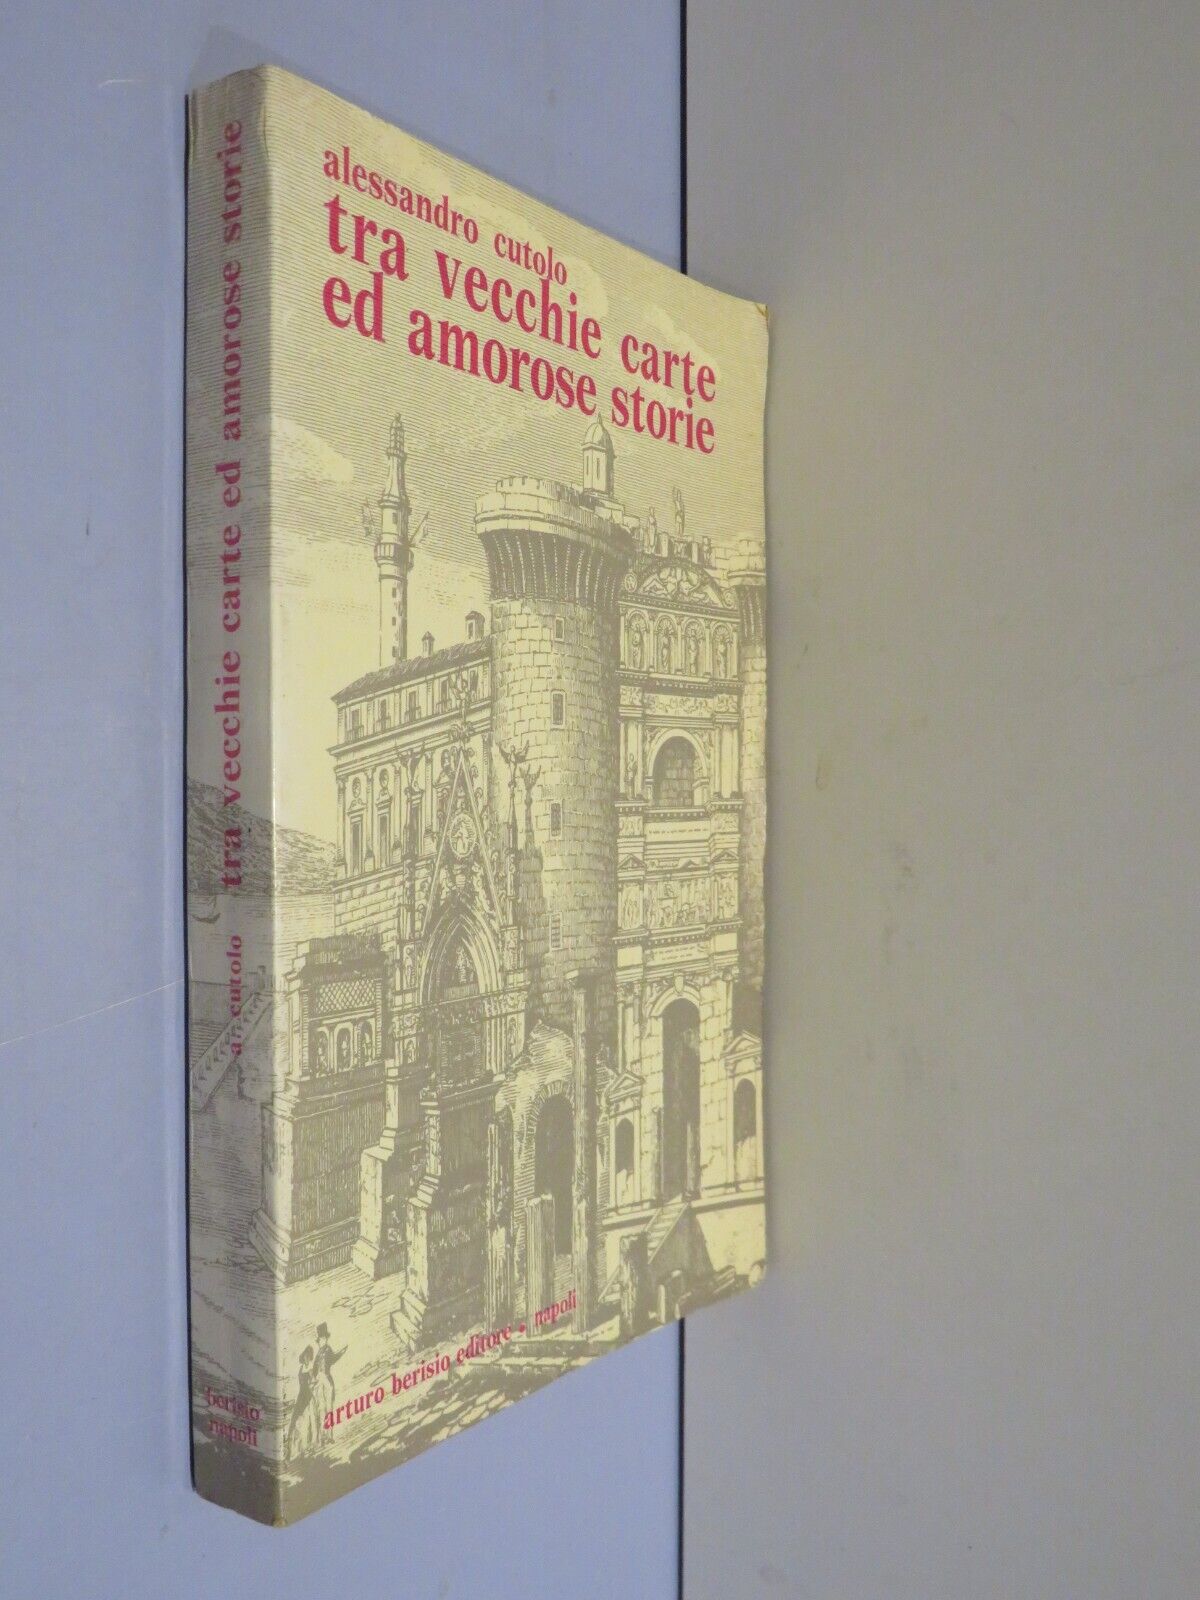 alessandro cutolo
tra vecchie carte
ed amorose storie
arturo berisio editore • napoli
a. cutolo tra vecchie carte ed amorose storie
berisio
napoli